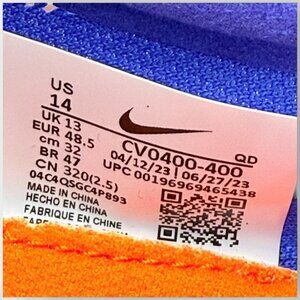 US
14
UK 13
EUR 48.5
cm 32
BR 47
CN 320(2.5)
04C4QSGC4P893
MADE IN CHINA
HECHO EN CHINA
FABRIQUE EN CHINE
QD
CV0400-400
04/12/23 | 06/27/23
UPC 00196969465438